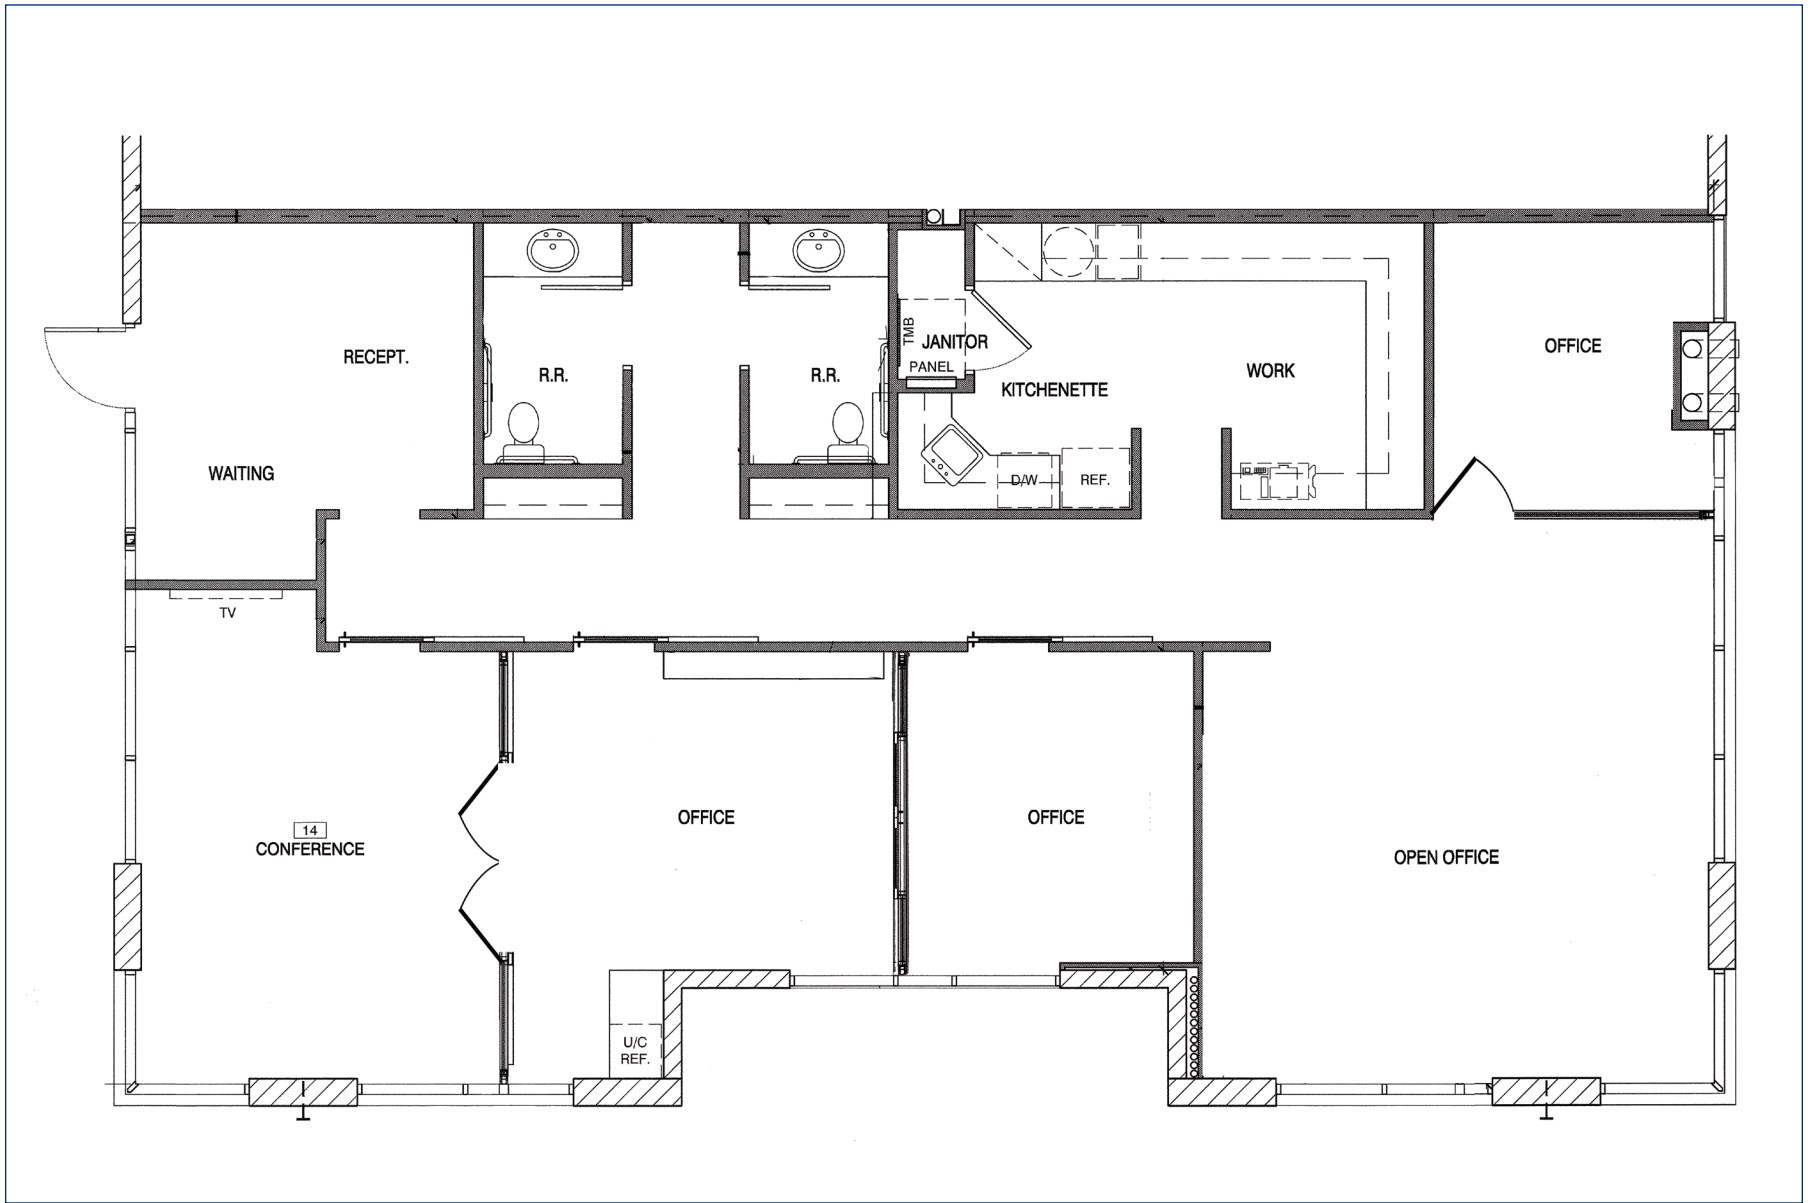 RECEPT.
WAITING
R.R.
R.R.
TMB
JANITOR
PANEL
KITCHENETTE
WORK
OFFICE
D/W
REF.
TV
14
CONFERENCE
OFFICE
OFFICE
OPEN OFFICE
U/C
REF.